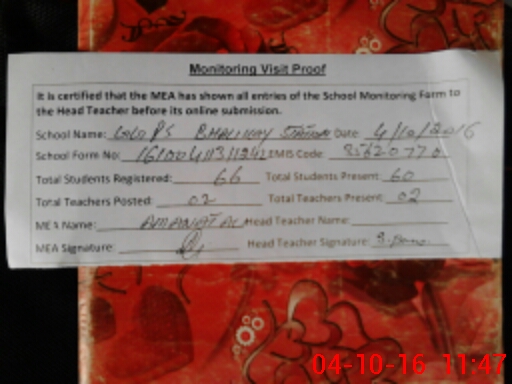 Monitoring Visit Proof
It is certified that the MEA has shown all entries of the School Monitoring Form to
the Head Teacher before its online submission.
School Name: PS Date: 4/10/2016
School Form No: EMIS Code:
Total Students Registered: 66 Total Students Present: 60
Total Teachers Posted: 02 Total Teachers Present: 02
MEA Name: AMANAT ALI Head Teacher Name:
MEA Signature: Head Teacher Signature:
04-10-16 11:47